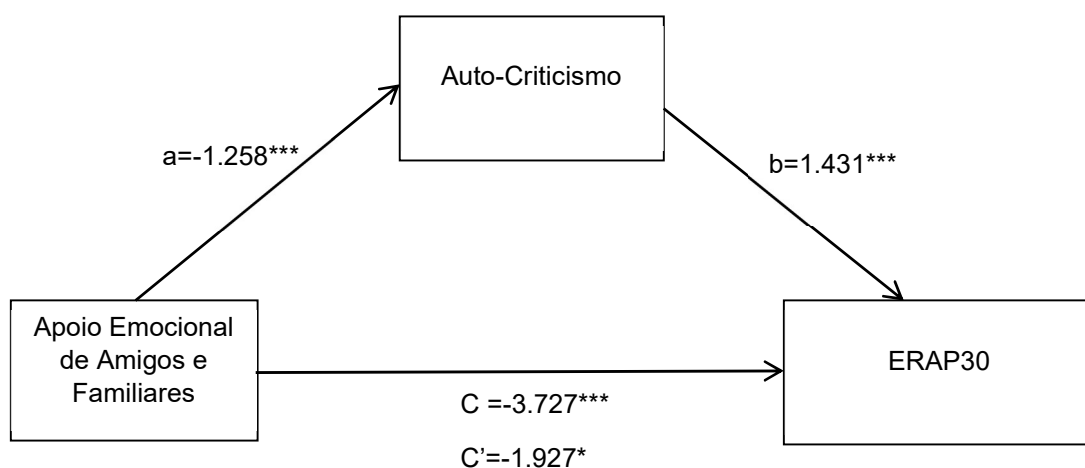 Auto-Criticismo
a=-1.258***
b=1.431***
Apoio Emocional
de Amigos e
Familiares
ERAP30
C =-3.727***
C’=-1.927*